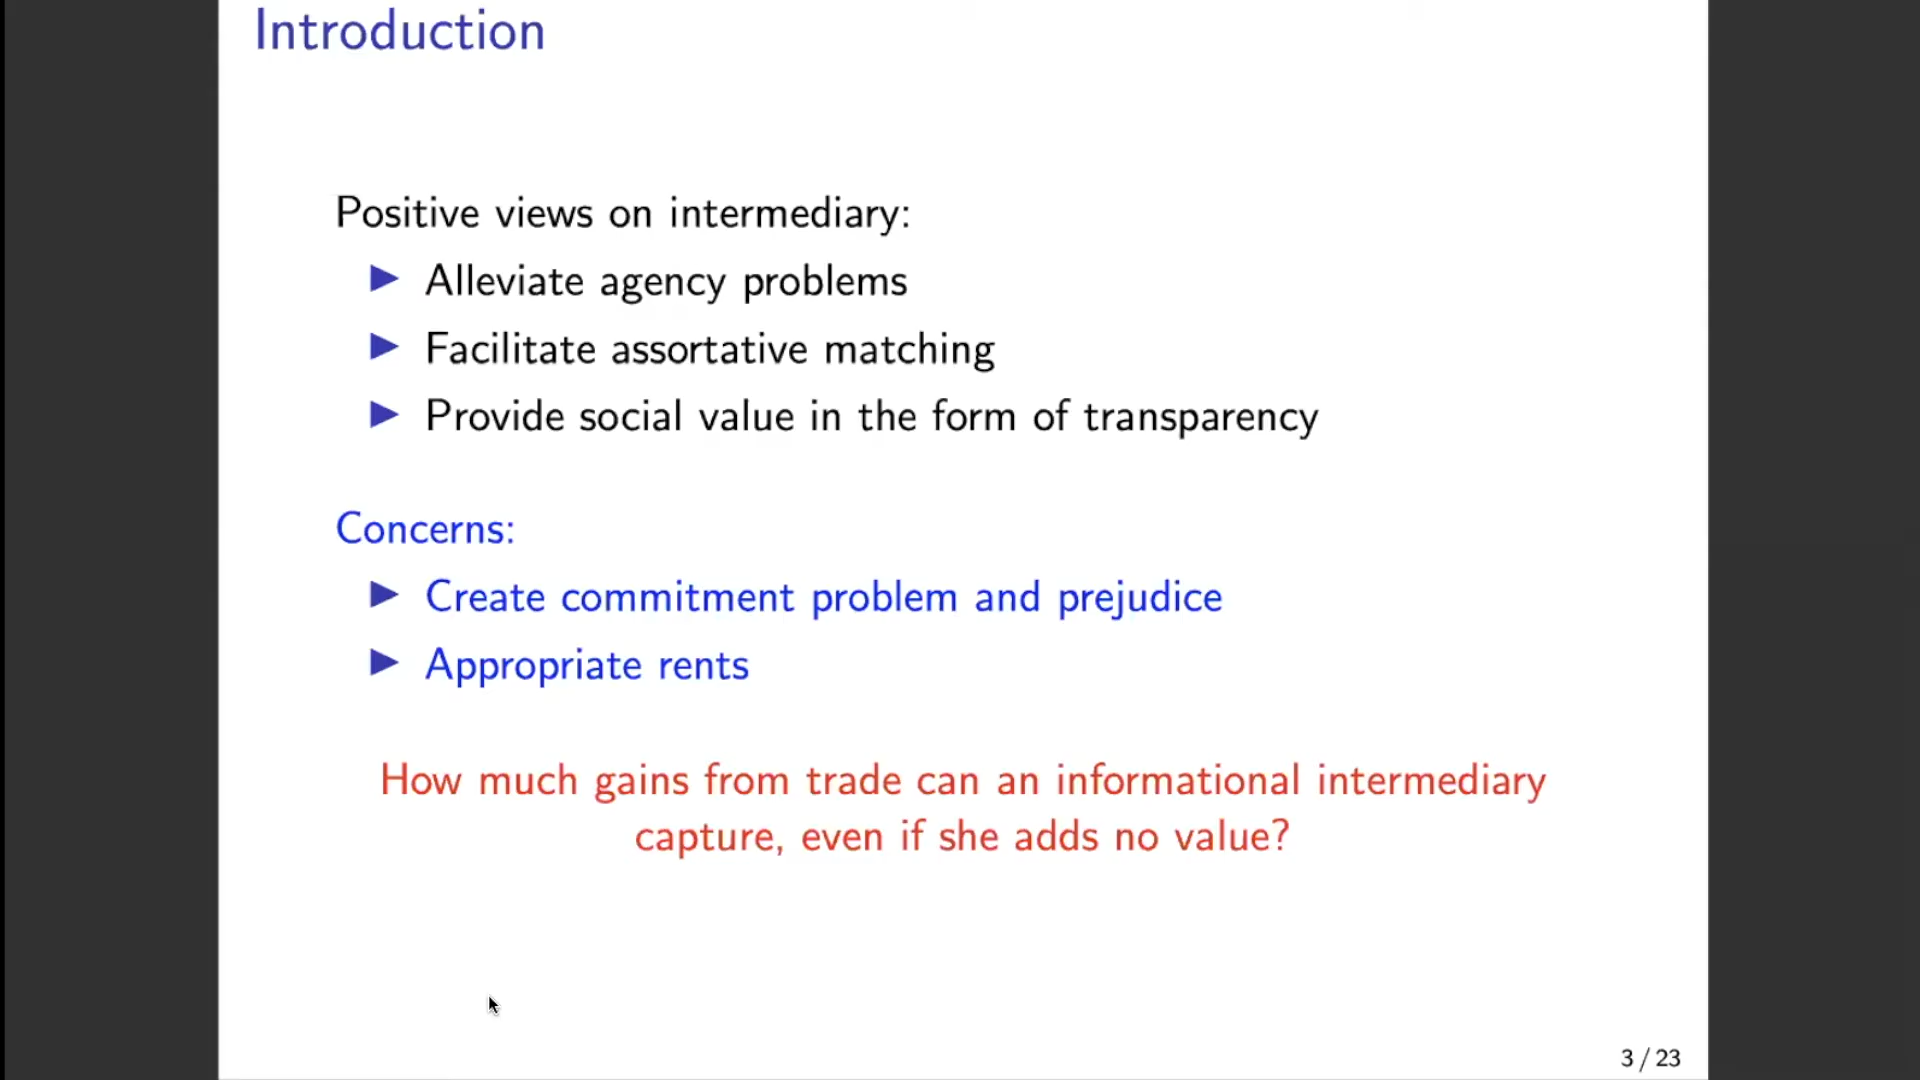 Introduction
Positive views on intermediary:
Alleviate agency problems
Facilitate assortative matching
Provide social value in the form of transparency
Concerns:
Create commitment problem and prejudice
Appropriate rents
How much gains from trade can an informational intermediary
capture, even if she adds no value?
3 / 23